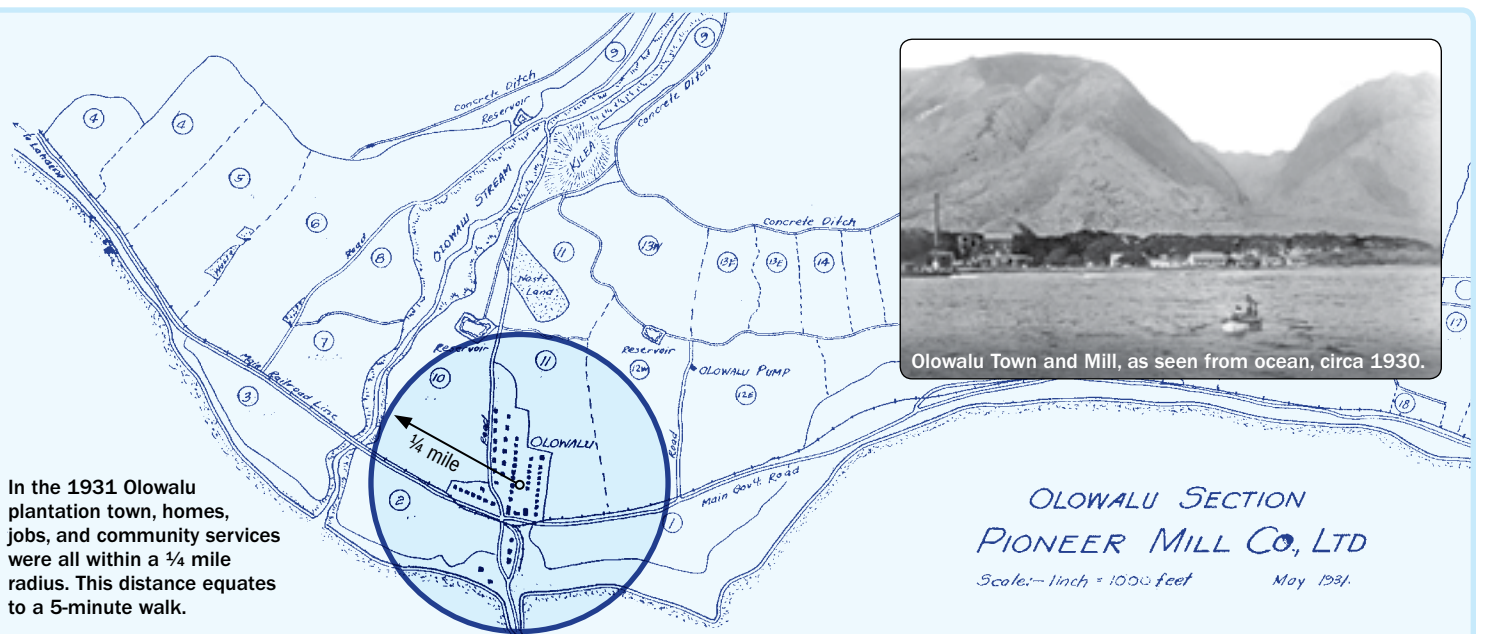 Concrete Ditch
Reservoir
9
9
Concrete Ditch
4
4
5
6
Road
8
OLOWALU STREAM
KILEA
11
13W
Concrete Ditch
13F
13E
14
Waste Land
7
Main Railroad Line
3
Reservoir
10
11
Reservoir
12W
OLOWALU PUMP
12E
Road
OLOWALU
¼ mile
2
Road
Main Gov't. Road
1
17
18
Olowalu Town and Mill, as seen from ocean, circa 1930.
In the 1931 Olowalu
plantation town, homes,
jobs, and community services
were all within a ¼ mile
radius. This distance equates
to a 5-minute walk.
OLOWALU SECTION
PIONEER MILL CO., LTD
Scale:- 1inch = 1000 feet May 1931.